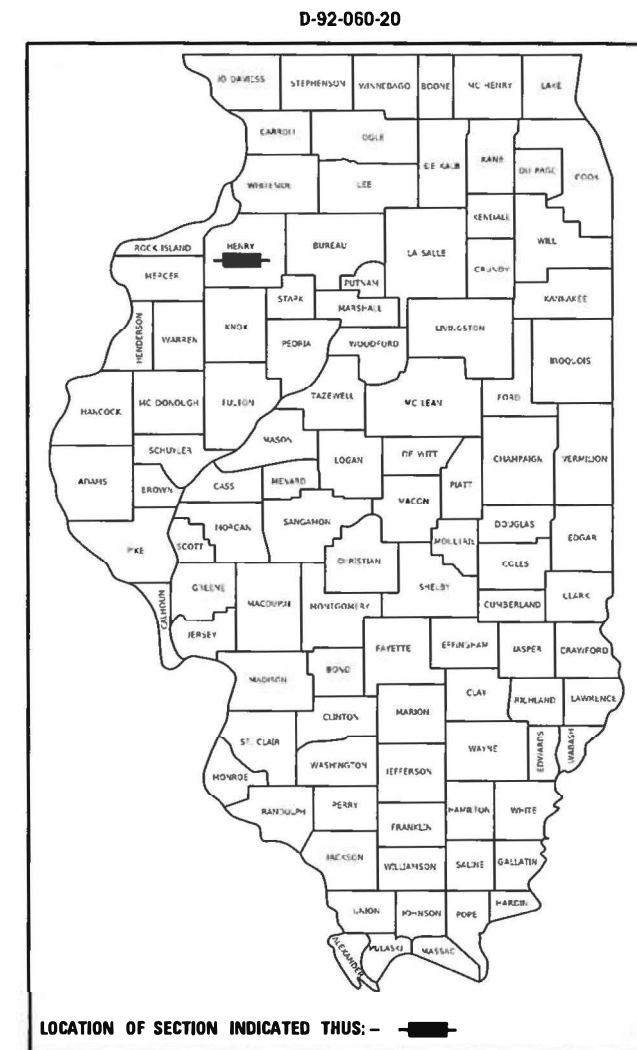 D-92-060-20
JO DAVIESS STEPHENSON WINNEBAGO BOONE MC HENRY LAKE
CARROLL OGLE
DE KALB KANE DU PAGE COOK
WHITESIDE LEE
KENDALL
ROCK ISLAND HENRY BUREAU LA SALLE WILL
MERCER GRUNDY
PUTNAM
STARK MARSHALL KANKAKEE
HENDERSON WARREN KNOX LIVINGSTON
PEORIA WOODFORD
IROQUOIS
TAZEWELL MC LEAN FORD
HANCOCK MC DONOUGH FULTON
MASON
SCHUYLER LOGAN DE WITT CHAMPAIGN VERMILION
ADAMS BROWN CASS MENARD PIATT
MACON
MORGAN SANGAMON DOUGLAS
PIKE SCOTT MOULTRIE EDGAR
CHRISTIAN COLES
GREENE SHELBY CLARK
CALHOUN MACOUPIN MONTGOMERY CUMBERLAND
JERSEY
FAYETTE EFFINGHAM JASPER CRAWFORD
MADISON BOND
CLAY RICHLAND LAWRENCE
CLINTON MARION
ST. CLAIR WAYNE EDWARDS WABASH
MONROE WASHINGTON JEFFERSON
RANDOLPH PERRY HAMILTON WHITE
FRANKLIN
JACKSON WILLIAMSON SALINE GALLATIN
UNION JOHNSON POPE HARDIN
ALEXANDER PULASKI MASSAC
LOCATION OF SECTION INDICATED THUS: –